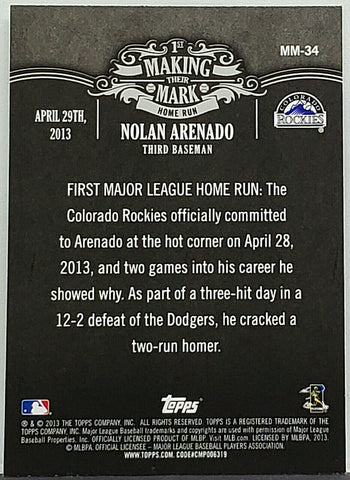 MM-34
1ST
MAKING
THEIR
MARK
HOME RUN
APRIL 29TH,
2013
NOLAN ARENADO
THIRD BASEMAN
COLORADO
ROCKIES
FIRST MAJOR LEAGUE HOME RUN: The
Colorado Rockies officially committed
to Arenado at the hot corner on April 28,
2013, and two games into his career he
showed why. As part of a three-hit day in a
12-2 defeat of the Dodgers, he cracked a
two-run homer.
Topps
® & © 2013 THE TOPPS COMPANY, INC. ALL RIGHTS RESERVED. TOPPS IS A REGISTERED TRADEMARK OF THE
TOPPS COMPANY, INC. Major League Baseball trademarks and copyrights are used with permission of Major League
Baseball Properties, Inc. OFFICIALLY LICENSED PRODUCT OF MLBP. Visit MLB.com. LICENSED BY MLBPA, 2013.
© MLBPA. OFFICIAL LICENSEE – MAJOR LEAGUE BASEBALL PLAYERS ASSOCIATION.
WWW.TOPPS.COM. CODE#CMP006319